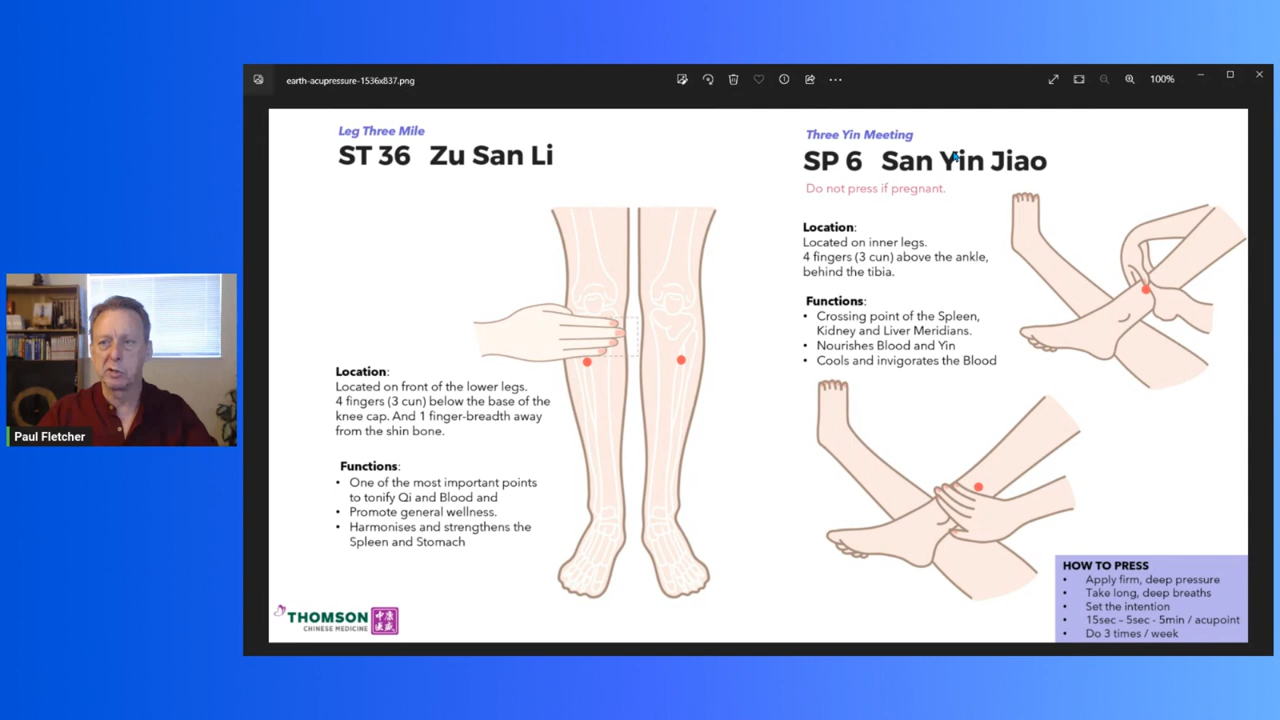 earth-acupressure-1536x837.png
100%
Leg Three Mile
ST 36 Zu San Li
Location:
Located on front of the lower legs.
4 fingers (3 cun) below the base of the
knee cap. And 1 finger-breadth away
from the shin bone.
Functions:
• One of the most important points
to tonify Qi and Blood and
• Promote general wellness.
• Harmonises and strengthens the
Spleen and Stomach
THOMSON
CHINESE MEDICINE
Three Yin Meeting
SP 6 San Yin Jiao
Do not press if pregnant.
Location:
Located on inner legs.
4 fingers (3 cun) above the ankle,
behind the tibia.
Functions:
• Crossing point of the Spleen,
Kidney and Liver Meridians.
• Nourishes Blood and Yin
• Cools and invigorates the Blood
HOW TO PRESS
• Apply firm, deep pressure
• Take long, deep breaths
• Set the intention
• 15sec – 5sec - 5min / acupoint
• Do 3 times / week
Paul Fletcher